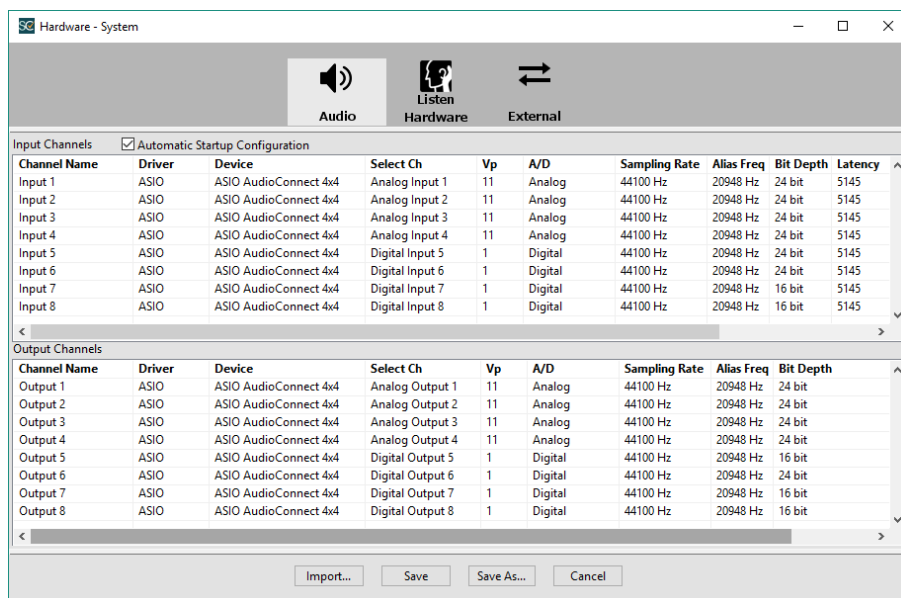 SC Hardware - System
Audio
Listen
Hardware
External
Input Channels Automatic Startup Configuration
Channel Name Driver Device Select Ch Vp A/D Sampling Rate Alias Freq Bit Depth Latency
Input 1 ASIO ASIO AudioConnect 4x4 Analog Input 1 11 Analog 44100 Hz 20948 Hz 24 bit 5145
Input 2 ASIO ASIO AudioConnect 4x4 Analog Input 2 11 Analog 44100 Hz 20948 Hz 24 bit 5145
Input 3 ASIO ASIO AudioConnect 4x4 Analog Input 3 11 Analog 44100 Hz 20948 Hz 24 bit 5145
Input 4 ASIO ASIO AudioConnect 4x4 Analog Input 4 11 Analog 44100 Hz 20948 Hz 24 bit 5145
Input 5 ASIO ASIO AudioConnect 4x4 Digital Input 5 1 Digital 44100 Hz 20948 Hz 24 bit 5145
Input 6 ASIO ASIO AudioConnect 4x4 Digital Input 6 1 Digital 44100 Hz 20948 Hz 24 bit 5145
Input 7 ASIO ASIO AudioConnect 4x4 Digital Input 7 1 Digital 44100 Hz 20948 Hz 16 bit 5145
Input 8 ASIO ASIO AudioConnect 4x4 Digital Input 8 1 Digital 44100 Hz 20948 Hz 16 bit 5145
Output Channels
Channel Name Driver Device Select Ch Vp A/D Sampling Rate Alias Freq Bit Depth
Output 1 ASIO ASIO AudioConnect 4x4 Analog Output 1 11 Analog 44100 Hz 20948 Hz 24 bit
Output 2 ASIO ASIO AudioConnect 4x4 Analog Output 2 11 Analog 44100 Hz 20948 Hz 24 bit
Output 3 ASIO ASIO AudioConnect 4x4 Analog Output 3 11 Analog 44100 Hz 20948 Hz 24 bit
Output 4 ASIO ASIO AudioConnect 4x4 Analog Output 4 11 Analog 44100 Hz 20948 Hz 24 bit
Output 5 ASIO ASIO AudioConnect 4x4 Digital Output 5 1 Digital 44100 Hz 20948 Hz 16 bit
Output 6 ASIO ASIO AudioConnect 4x4 Digital Output 6 1 Digital 44100 Hz 20948 Hz 24 bit
Output 7 ASIO ASIO AudioConnect 4x4 Digital Output 7 1 Digital 44100 Hz 20948 Hz 16 bit
Output 8 ASIO ASIO AudioConnect 4x4 Digital Output 8 1 Digital 44100 Hz 20948 Hz 16 bit
Import... Save Save As... Cancel